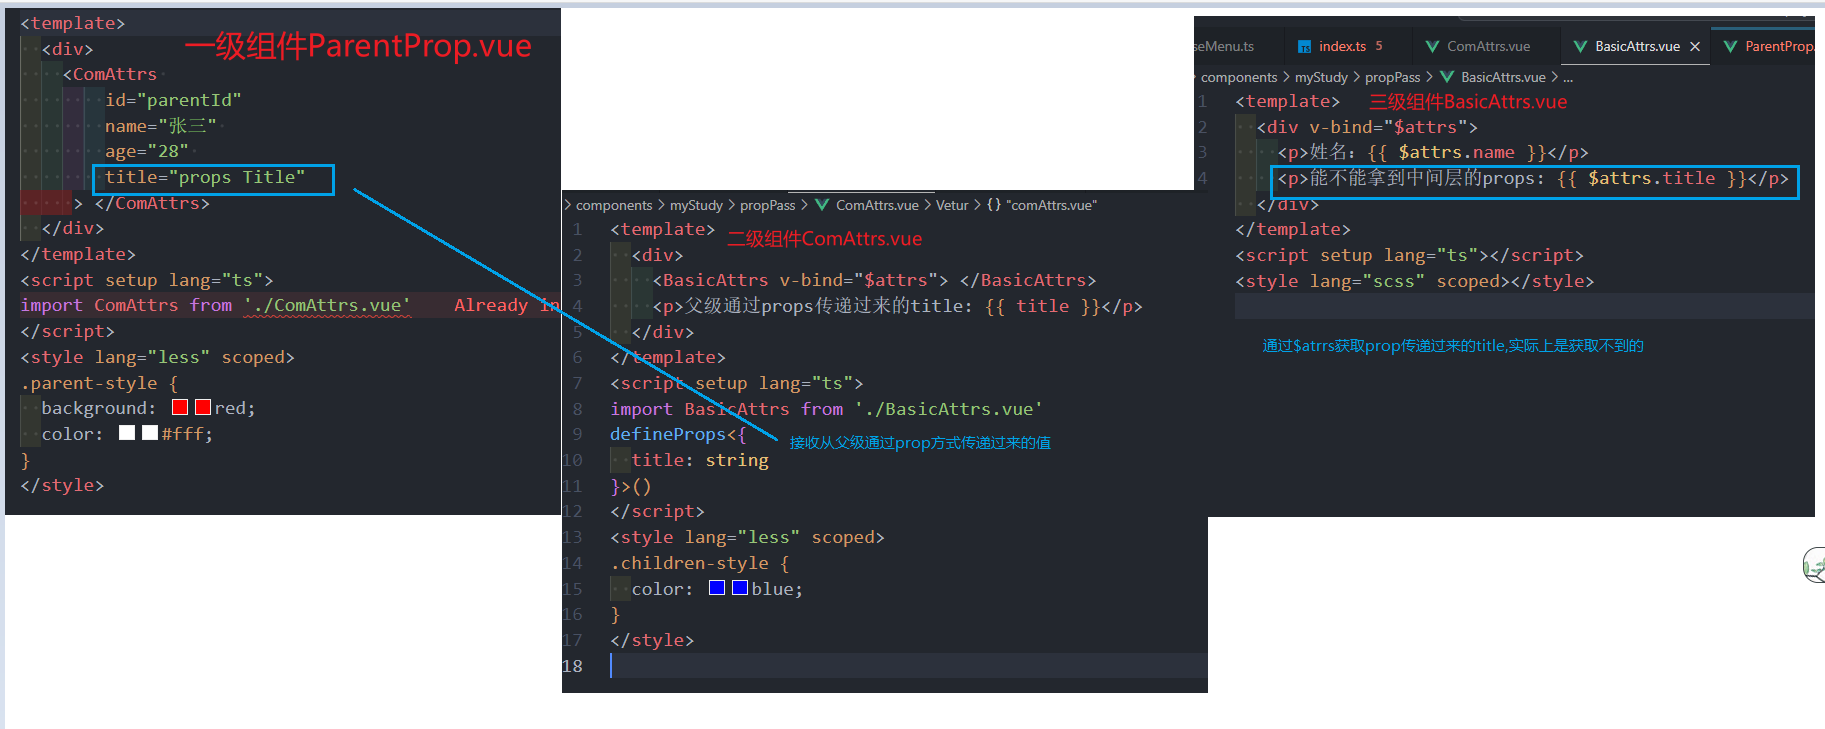 <template>
一级组件ParentProp.vue
<div>
<ComAttrs
id="parentId"
name="张三"
age="28"
title="props Title"
> </ComAttrs>
</div>
</template>
<script setup lang="ts">
import ComAttrs from './ComAttrs.vue' Already in
</script>
<style lang="less" scoped>
.parent-style {
background: red;
color: #fff;
}
</style>
> components > myStudy > propPass > ComAttrs.vue > Vetur > {} "comAttrs.vue"
1 <template>
二级组件ComAttrs.vue
2 <div>
3 <BasicAttrs v-bind="$attrs"> </BasicAttrs>
4 <p>父级通过props传递过来的title: {{ title }}</p>
5 </div>
6 </template>
7 <script setup lang="ts">
8 import BasicAttrs from './BasicAttrs.vue'
9 defineProps<{
接收从父级通过prop方式传递过来的值
10 title: string
11 }>()
12 </script>
13 <style lang="less" scoped>
14 .children-style {
15 color: blue;
16 }
17 </style>
18
seMenu.ts index.ts 5 ComAttrs.vue BasicAttrs.vue × ParentProp.
components > myStudy > propPass > BasicAttrs.vue > ...
1 <template>
三级组件BasicAttrs.vue
2 <div v-bind="$attrs">
3 <p>姓名: {{ $attrs.name }}</p>
4 <p>能不能拿到中间层的props: {{ $attrs.title }}</p>
</div>
</template>
<script setup lang="ts"></script>
<style lang="scss" scoped></style>
通过$atrrs获取prop传递过来的title,实际上是获取不到的